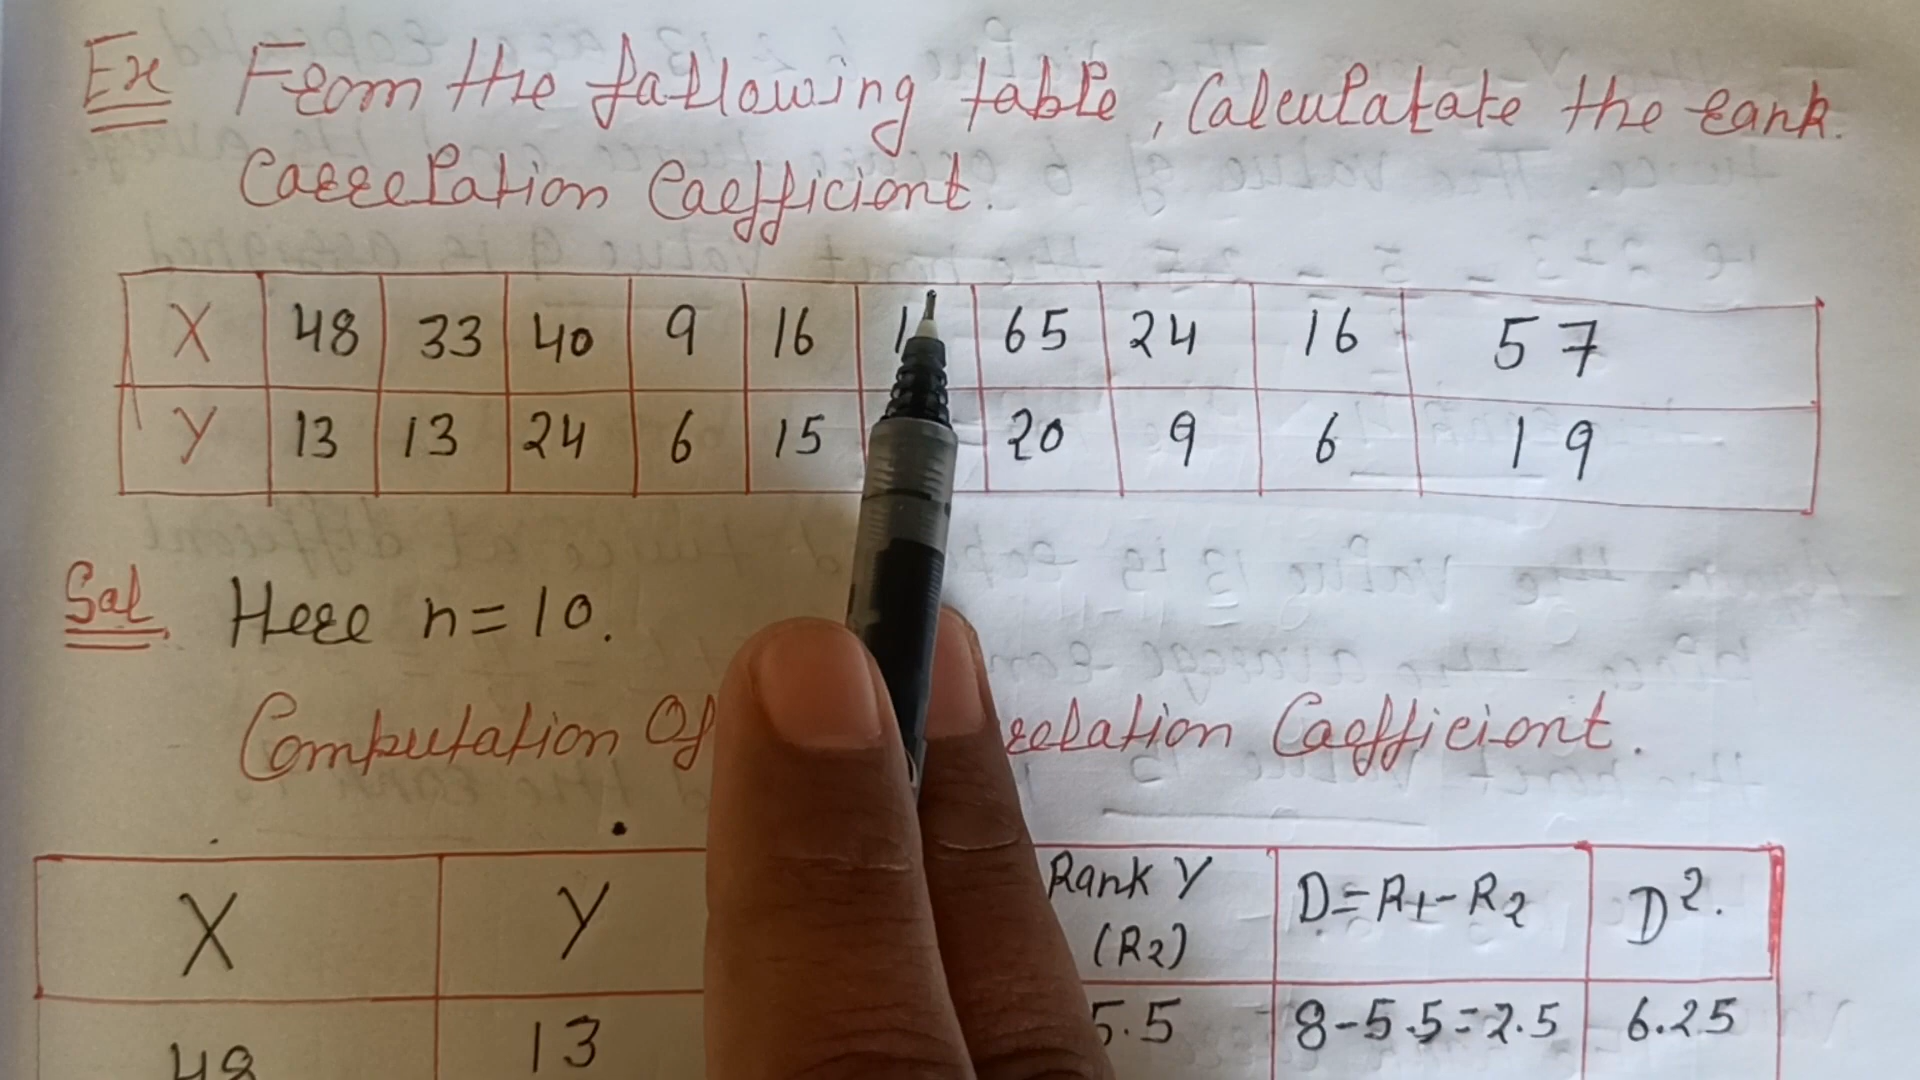 Ex From the following table, Calculatate the rank
Correlation Coefficient.
X 48 33 40 9 16 65 24 16 57
Y 13 13 24 6 15 20 9 6 19
Sol. Here n=10.
Computation Of Coefficient.
X Y Rank Y (R2) D=R1-R2 D2.
48 13 5.5 8-5.5=2.5 6.25